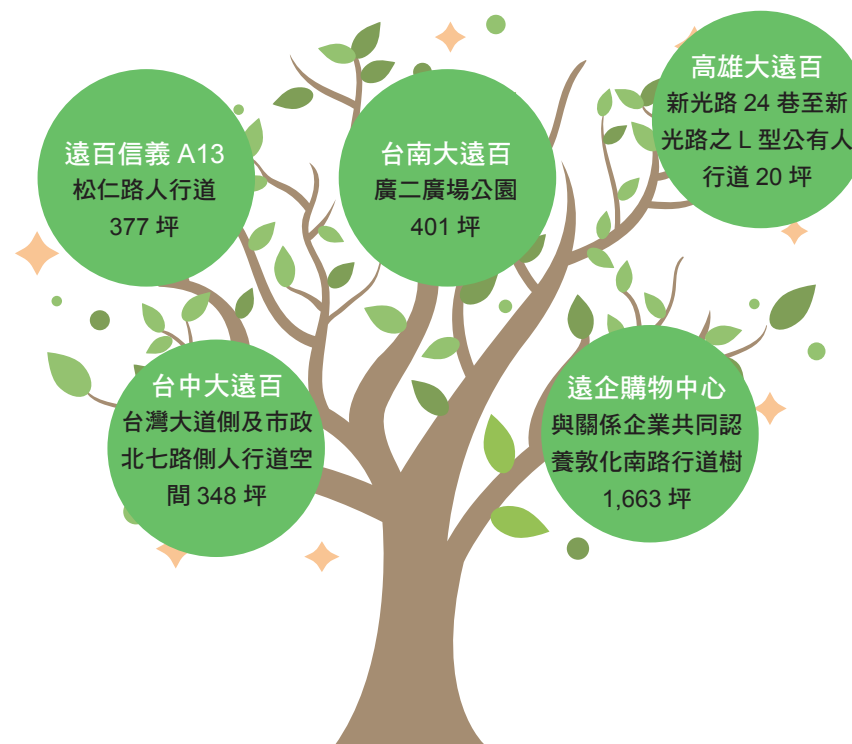 遠百信義 A13
松仁路人行道
377 坪
台南大遠百
廣二廣場公園
401 坪
高雄大遠百
新光路 24 巷至新
光路之 L 型公有人
行道 20 坪
台中大遠百
台灣大道側及市政
北七路側人行道空
間 348 坪
遠企購物中心
與關係企業共同認
養敦化南路行道樹
1,663 坪